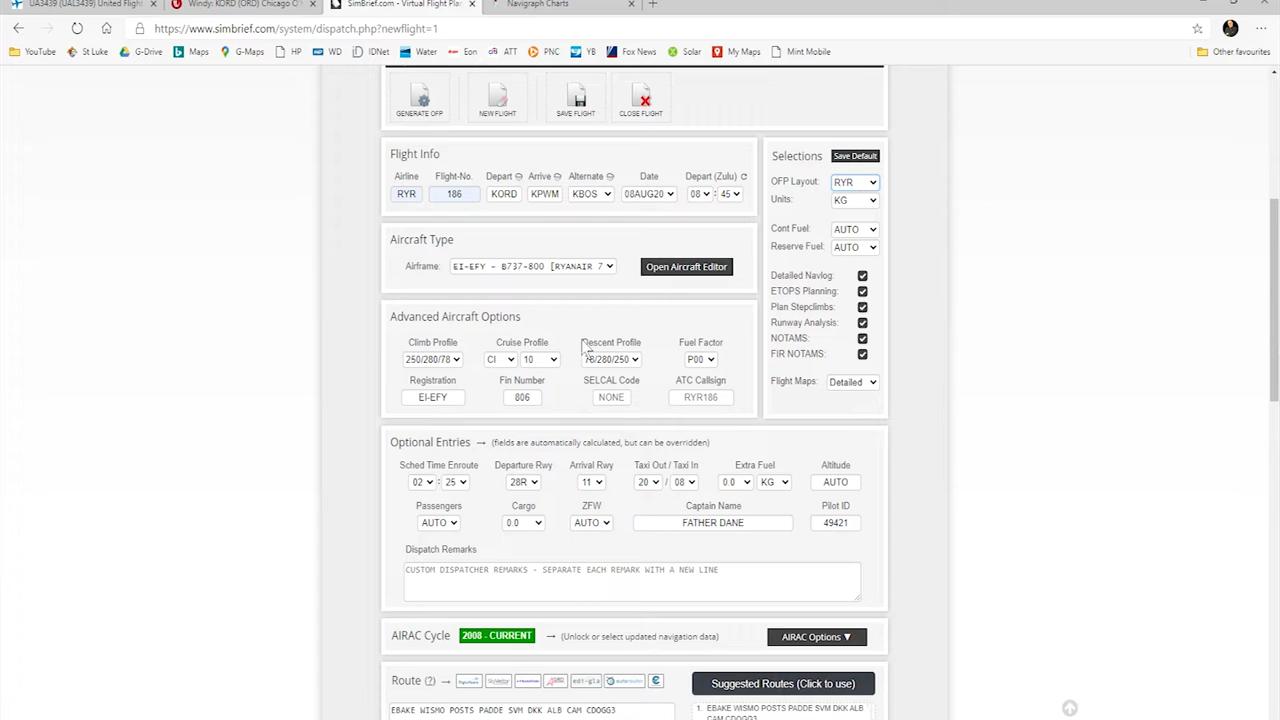 UA3439 (UAL3439) United Flight
Windy: KORD (ORD) Chicago O'
SimBrief.com - Virtual Flight Pla
Navigraph Charts
https://www.simbrief.com/system/dispatch.php?newflight=1
YouTube St Luke G-Drive Maps G-Maps HP WD IDNet Water Eon ATT PNC YB Fox News Solar My Maps Mint Mobile Other favourites
GENERATE OFP NEW FLIGHT SAVE FLIGHT CLOSE FLIGHT
Flight Info
Airline Flight-No. Depart Arrive Alternate Date Depart (Zulu)
RYR 186 KORD KPWM KBOS 08AUG20 08 : 45
Aircraft Type
Airframe: EI-EFY - B737-800 [RYANAIR 7 Open Aircraft Editor
Advanced Aircraft Options
Climb Profile Cruise Profile Descent Profile Fuel Factor
250/280/78 CI 10 78/280/250 P00
Registration Fin Number SELCAL Code ATC Callsign
EI-EFY 806 NONE RYR186
Selections Save Default
OFP Layout: RYR
Units: KG
Cont Fuel: AUTO
Reserve Fuel: AUTO
Detailed Navlog:
ETOPS Planning:
Plan Stepclimbs:
Runway Analysis:
NOTAMS:
FIR NOTAMS:
Flight Maps: Detailed
Optional Entries → (fields are automatically calculated, but can be overridden)
Sched Time Enroute Departure Rwy Arrival Rwy Taxi Out / Taxi In Extra Fuel Altitude
02 : 25 28R 11 20 / 08 0.0 KG AUTO
Passengers Cargo ZFW Captain Name Pilot ID
AUTO 0.0 AUTO FATHER DANE 49421
Dispatch Remarks
CUSTOM DISPATCHER REMARKS - SEPARATE EACH REMARK WITH A NEW LINE
AIRAC Cycle 2008 - CURRENT → (Unlock or select updated navigation data) AIRAC Options ▼
Route (?) → Suggested Routes (Click to use)
EBAKE WISMO POSTS PADDE SVM DKK ALB CAM CDOGG3
1. EBAKE WISMO POSTS PADDE SVM DKK ALB
CAM CDOGG3